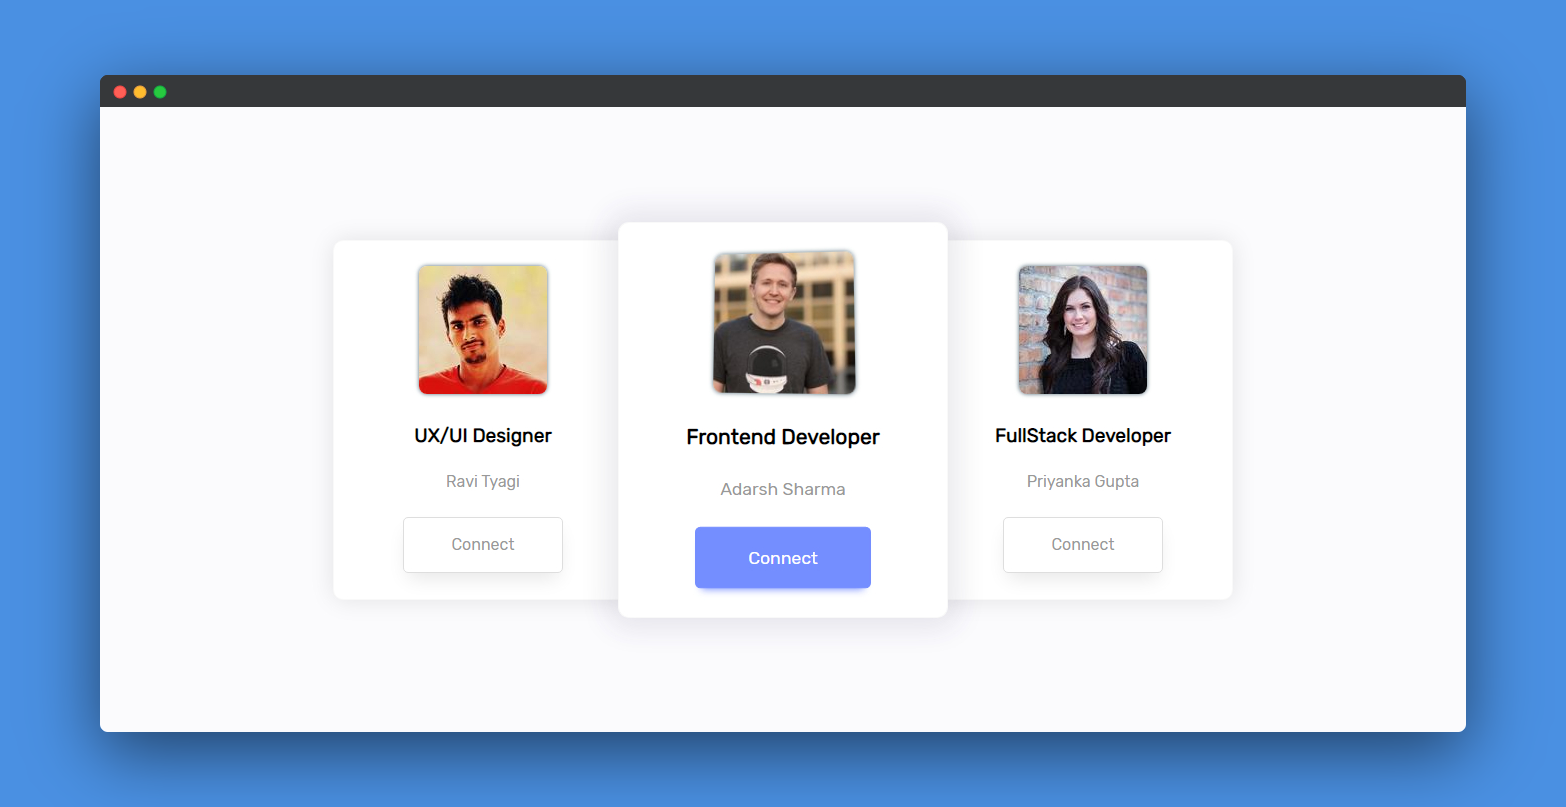 UX/UI Designer
Ravi Tyagi
Connect
Frontend Developer
Adarsh Sharma
Connect
FullStack Developer
Priyanka Gupta
Connect